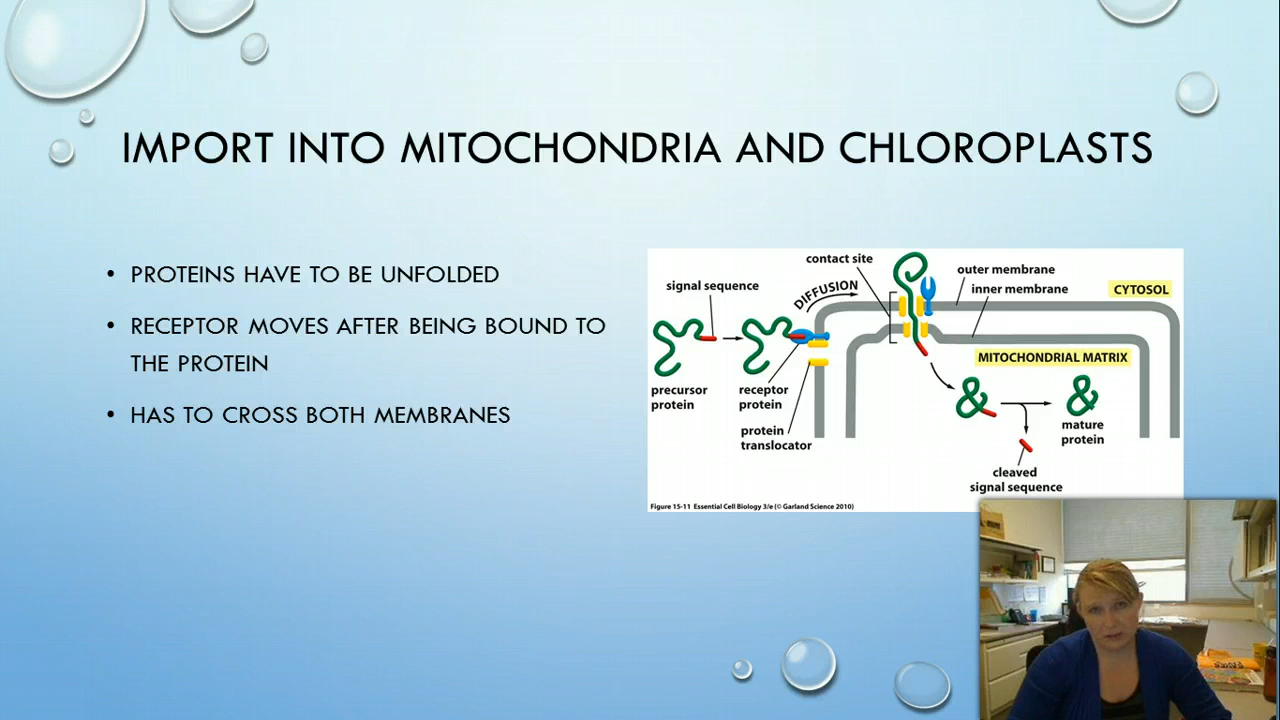 IMPORT INTO MITOCHONDRIA AND CHLOROPLASTS
• PROTEINS HAVE TO BE UNFOLDED
• RECEPTOR MOVES AFTER BEING BOUND TO
THE PROTEIN
• HAS TO CROSS BOTH MEMBRANES
contact site
signal sequence
DIFFUSION
outer membrane
inner membrane
CYTOSOL
MITOCHONDRIAL MATRIX
precursor
protein
receptor
protein
protein
translocator
mature
protein
cleaved
signal sequence
Figure 15-11 Essential Cell Biology 3/e (© Garland Science 2010)